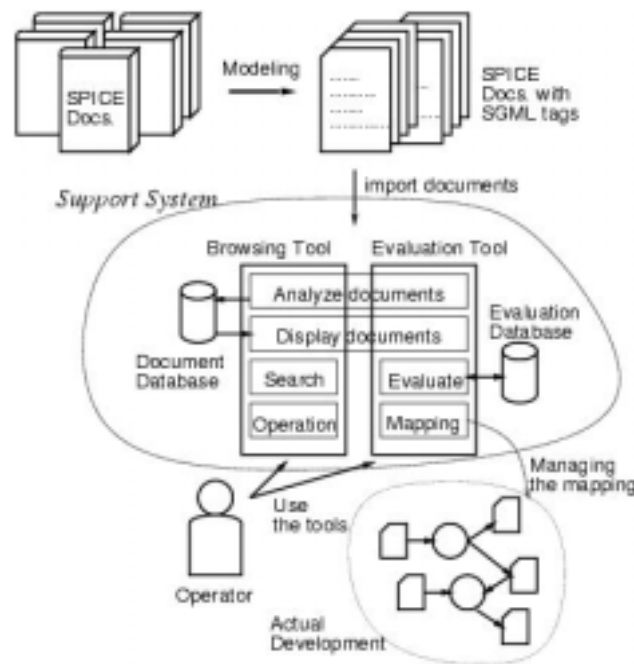 SPICE
Docs.
Modeling
SPICE
Docs. with
SGML tags
import documents
Support System
Browsing Tool
Evaluation Tool
Analyze documents
Display documents
Document
Database
Evaluation
Database
Search
Evaluate
Operation
Mapping
Managing
the mapping
Use
the tools
Operator
Actual
Development